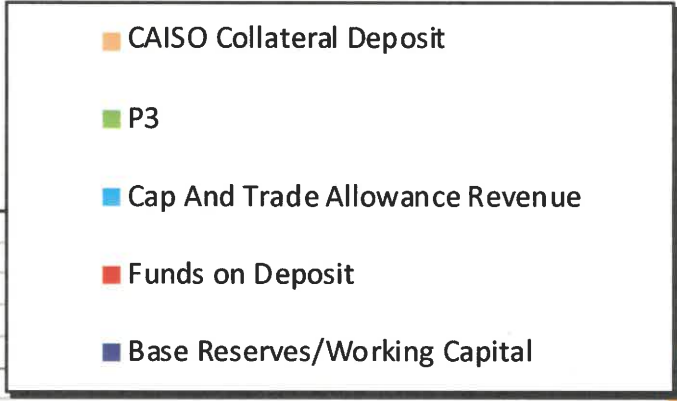 CAISO Collateral Deposit
P3
Cap And Trade Allowance Revenue
Funds on Deposit
Base Reserves/Working Capital